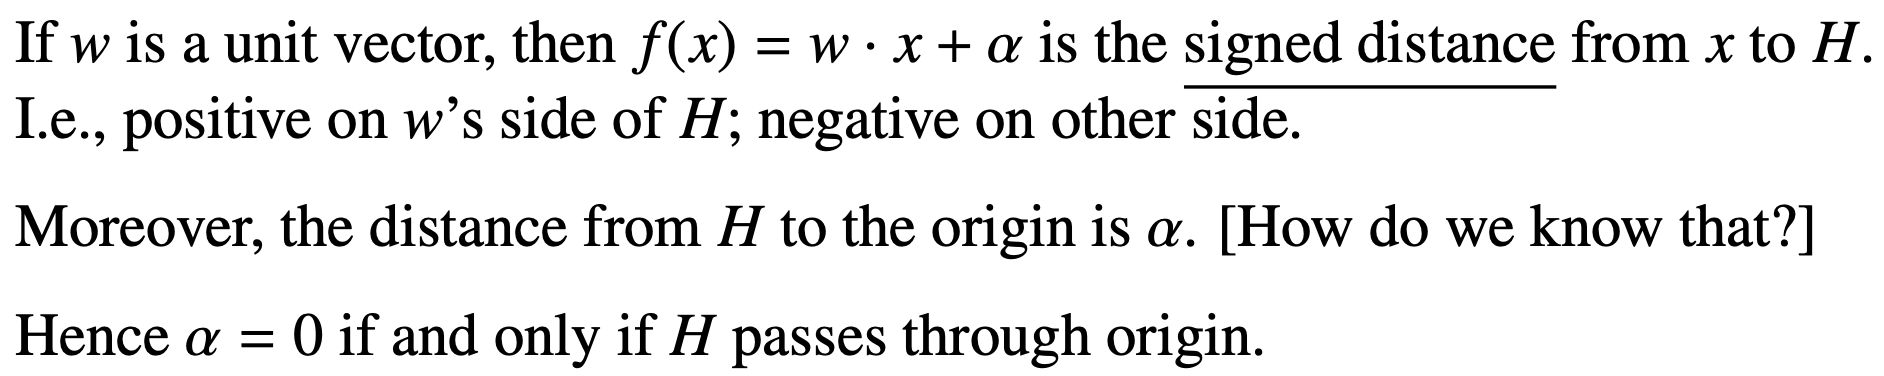 If w is a unit vector, then f(x) = w · x + α is the signed distance from x to H.
I.e., positive on w’s side of H; negative on other side.
Moreover, the distance from H to the origin is α. [How do we know that?]
Hence α = 0 if and only if H passes through origin.